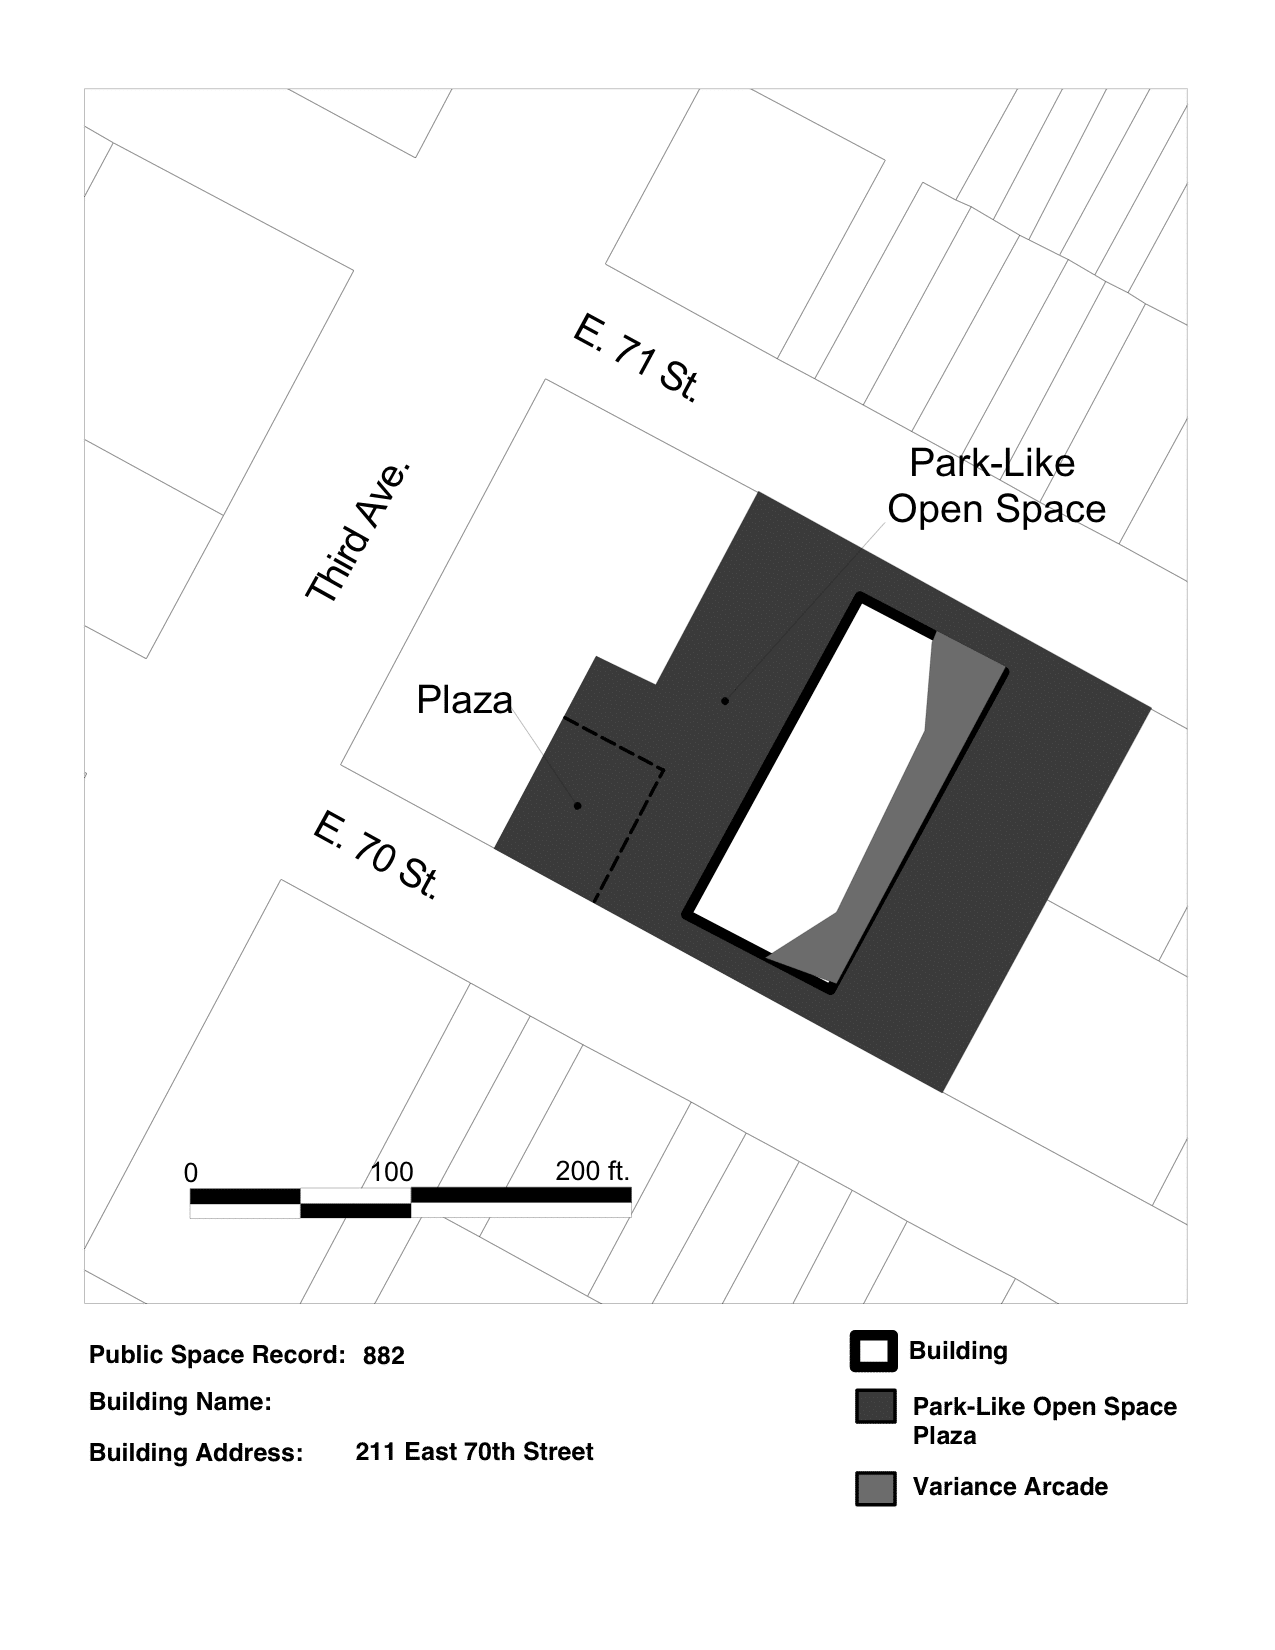 E. 71 St.
Park-Like
Open Space
Third Ave.
Plaza
E. 70 St.
0 100 200 ft.
Public Space Record: 882
Building Name:
Building Address: 211 East 70th Street
Building
Park-Like Open Space
Plaza
Variance Arcade